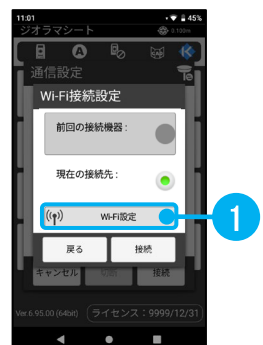 11:01 45%
ジオラマシート 0.100m
通信設定
Wi-Fi接続設定
前回の接続機器 :
現在の接続先 :
Wi-Fi設定
1
戻る 接続
キャンセル 切断 接続
Ver.6.95.00 (64bit) ライセンス : 9999/12/31